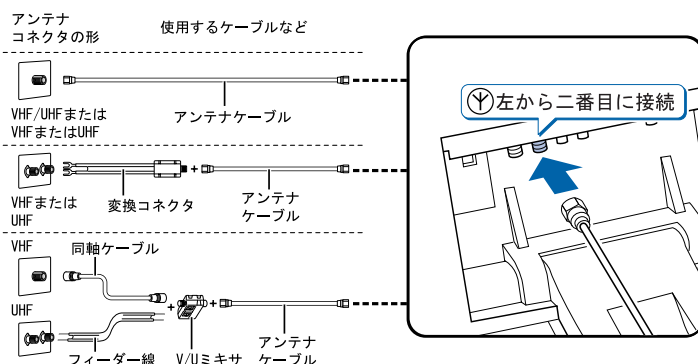 アンテナ
コネクタの形
使用するケーブルなど
VHF/UHFまたは
VHFまたはUHF
アンテナケーブル
左から二番目に接続
VHFまたは
UHF
変換コネクタ
+
アンテナ
ケーブル
VHF
同軸ケーブル
UHF
+
+
フィーダー線
V/Uミキサ
アンテナ
ケーブル